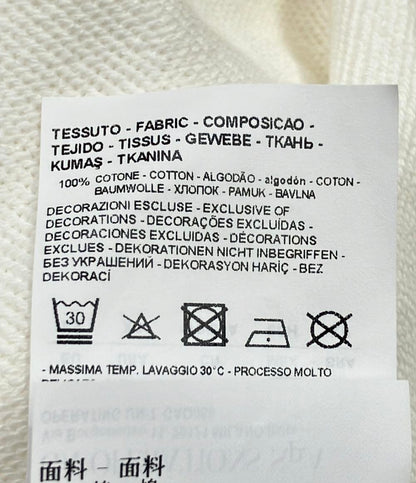 TESSUTO - FABRIC - COMPOSICAO -
TEJIDO - TISSUS - GEWEBE - ТКАНЬ -
KUMAŞ - TKANINA
100% COTONE - COTTON - ALGODÃO - algodón - COTON -
BAUMWOLLE - ХЛОПОК - PAMUK - BAVLNA
DECORAZIONI ESCLUSE - EXCLUSIVE OF
DECORATIONS - DECORAÇÕES EXCLUÍDAS -
DECORACIONES EXCLUIDAS - DÉCORATIONS
EXCLUES - DEKORATIONEN NICHT INBEGRIFFEN -
БЕЗ УКРАШЕНИЙ - DEKORASYON HARİÇ - BEZ
DEKORACÍ
30
- MASSIMA TEMP. LAVAGGIO 30°C - PROCESSO MOLTO
面料 - 面料